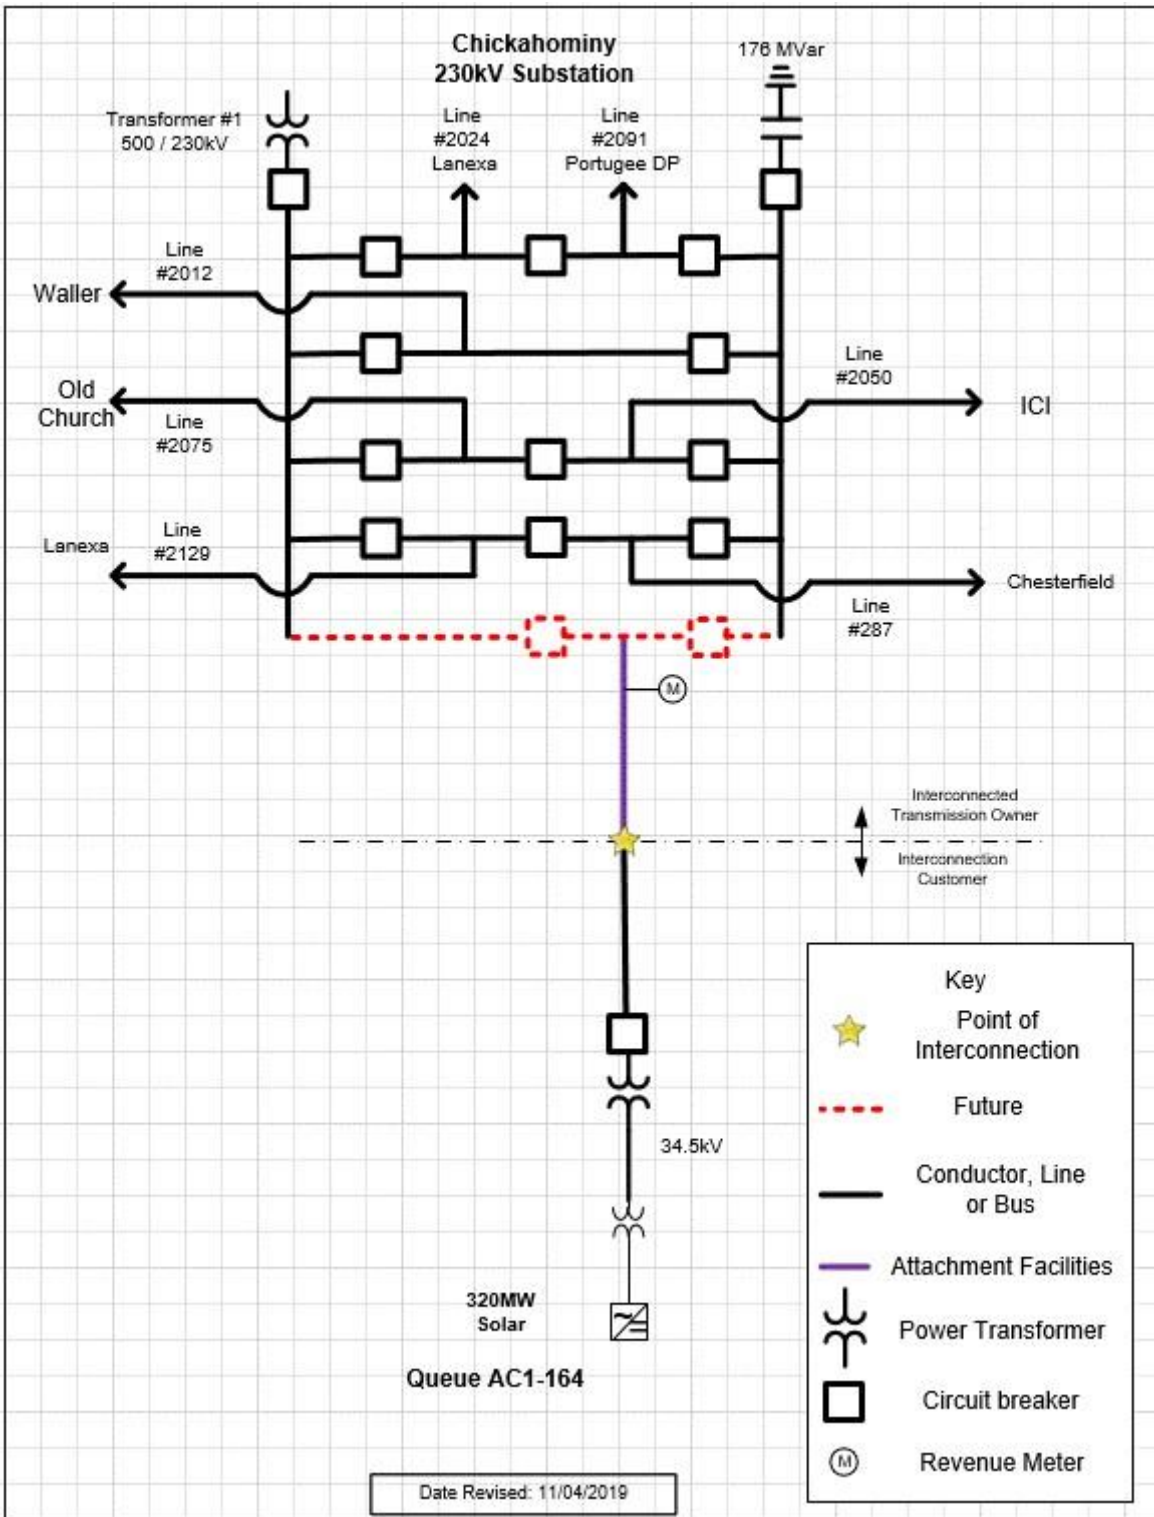 Chickahominy
230kV Substation
176 MVar
Transformer #1
500 / 230kV
Line
#2024
Lanexa
Line
#2091
Portugee DP
Line
#2012
Waller
Line
#2050
Old
Church
ICI
Line
#2075
Line
#2129
Lanexa
Chesterfield
Line
#287
M
Interconnected
Transmission Owner
Interconnection
Customer
Key
Point of
Interconnection
Future
34.5kV
Conductor, Line
or Bus
Attachment Facilities
320MW
Solar
Power Transformer
Queue AC1-164
Circuit breaker
M
Revenue Meter
Date Revised: 11/04/2019